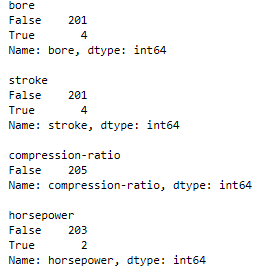 bore
False    201
True       4
Name: bore, dtype: int64

stroke
False    201
True       4
Name: stroke, dtype: int64

compression-ratio
False    205
Name: compression-ratio, dtype: int64

horsepower
False    203
True       2
Name: horsepower, dtype: int64